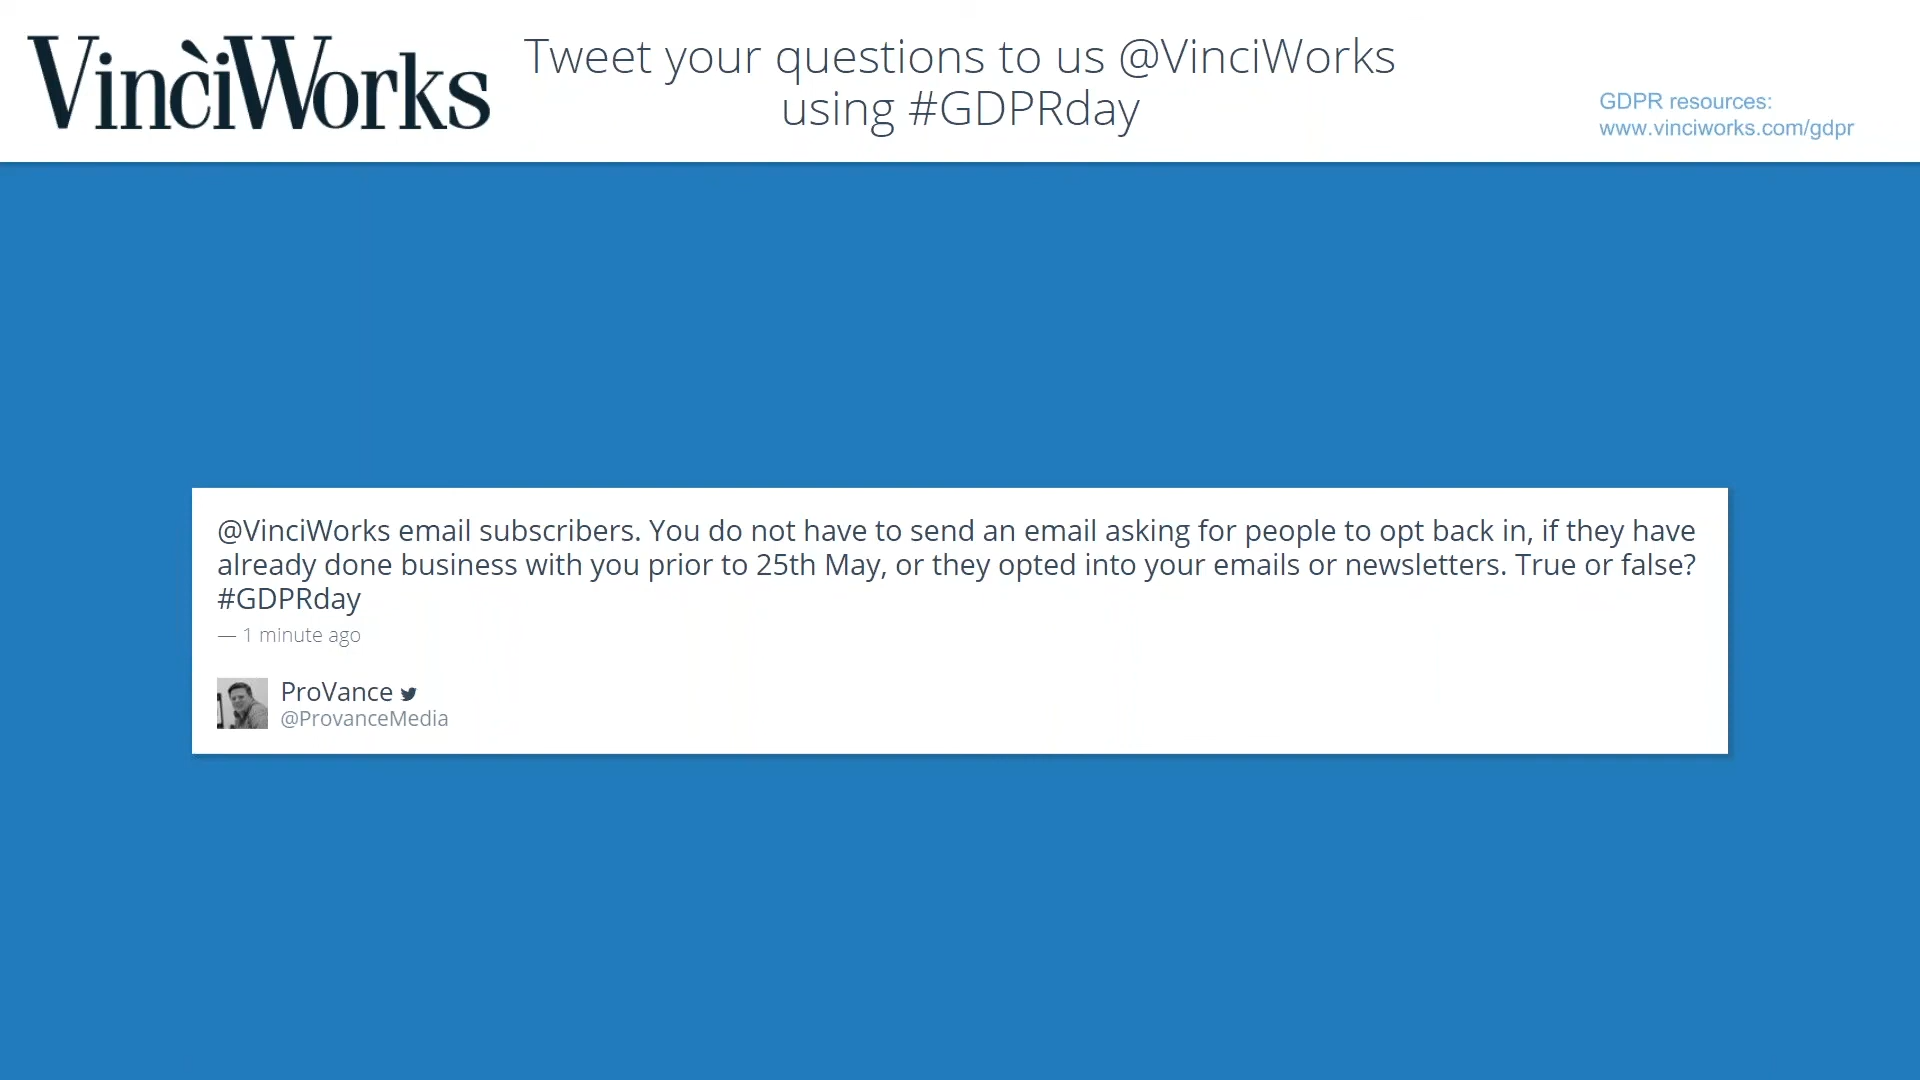 VinciWorks
Tweet your questions to us @VinciWorks
using #GDPRday
GDPR resources:
www.vinciworks.com/gdpr
@VinciWorks email subscribers. You do not have to send an email asking for people to opt back in, if they have
already done business with you prior to 25th May, or they opted into your emails or newsletters. True or false?
#GDPRday
— 1 minute ago
ProVance
@ProvanceMedia